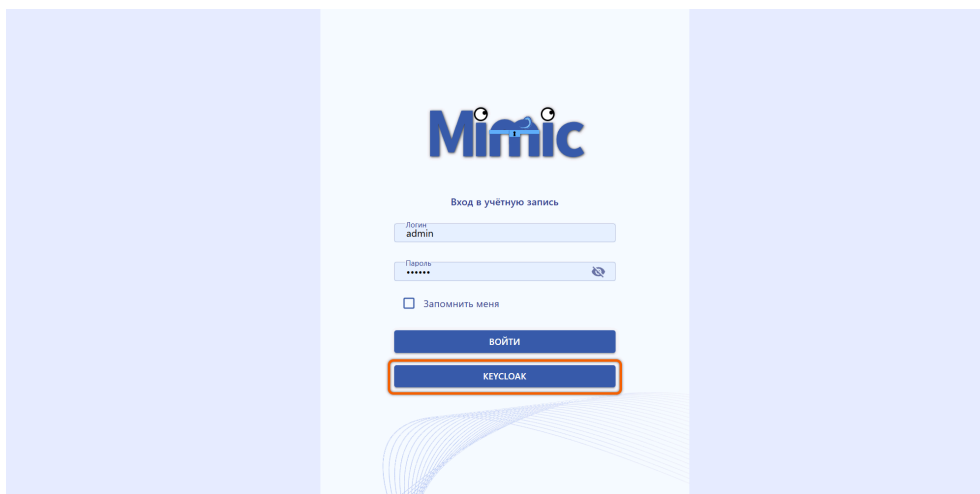 Mimic
Вход в учётную запись
Логин
admin
Пароль
••••••
Запомнить меня
ВОЙТИ
KEYCLOAK